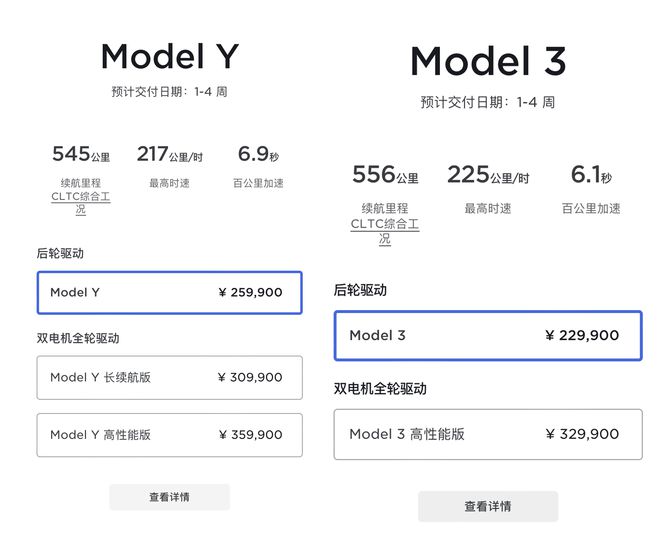 Model Y
预计交付日期：1-4 周
545公里 217公里/时 6.9秒
续航里程 最高时速 百公里加速
CLTC综合工
况
后轮驱动
Model Y ¥ 259,900
双电机全轮驱动
Model Y 长续航版 ¥ 309,900
Model Y 高性能版 ¥ 359,900
查看详情
Model 3
预计交付日期：1-4 周
556公里 225公里/时 6.1秒
续航里程 最高时速 百公里加速
CLTC综合工
况
后轮驱动
Model 3 ¥ 229,900
双电机全轮驱动
Model 3 高性能版 ¥ 329,900
查看详情